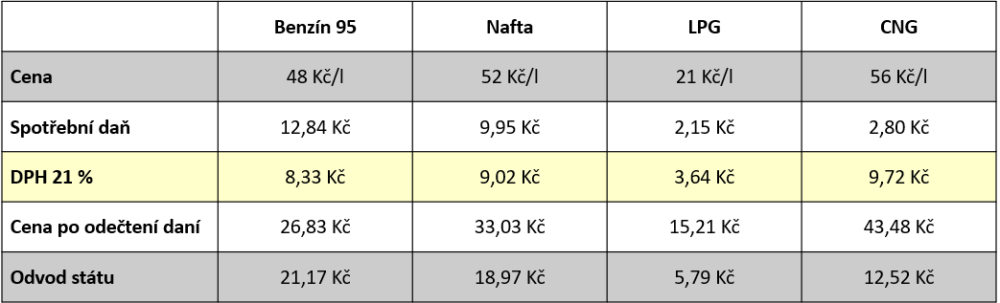 Benzín 95 Nafta LPG CNG
Cena 48 Kč/l 52 Kč/l 21 Kč/l 56 Kč/l
Spotřební daň 12,84 Kč 9,95 Kč 2,15 Kč 2,80 Kč
DPH 21 % 8,33 Kč 9,02 Kč 3,64 Kč 9,72 Kč
Cena po odečtení daní 26,83 Kč 33,03 Kč 15,21 Kč 43,48 Kč
Odvod státu 21,17 Kč 18,97 Kč 5,79 Kč 12,52 Kč